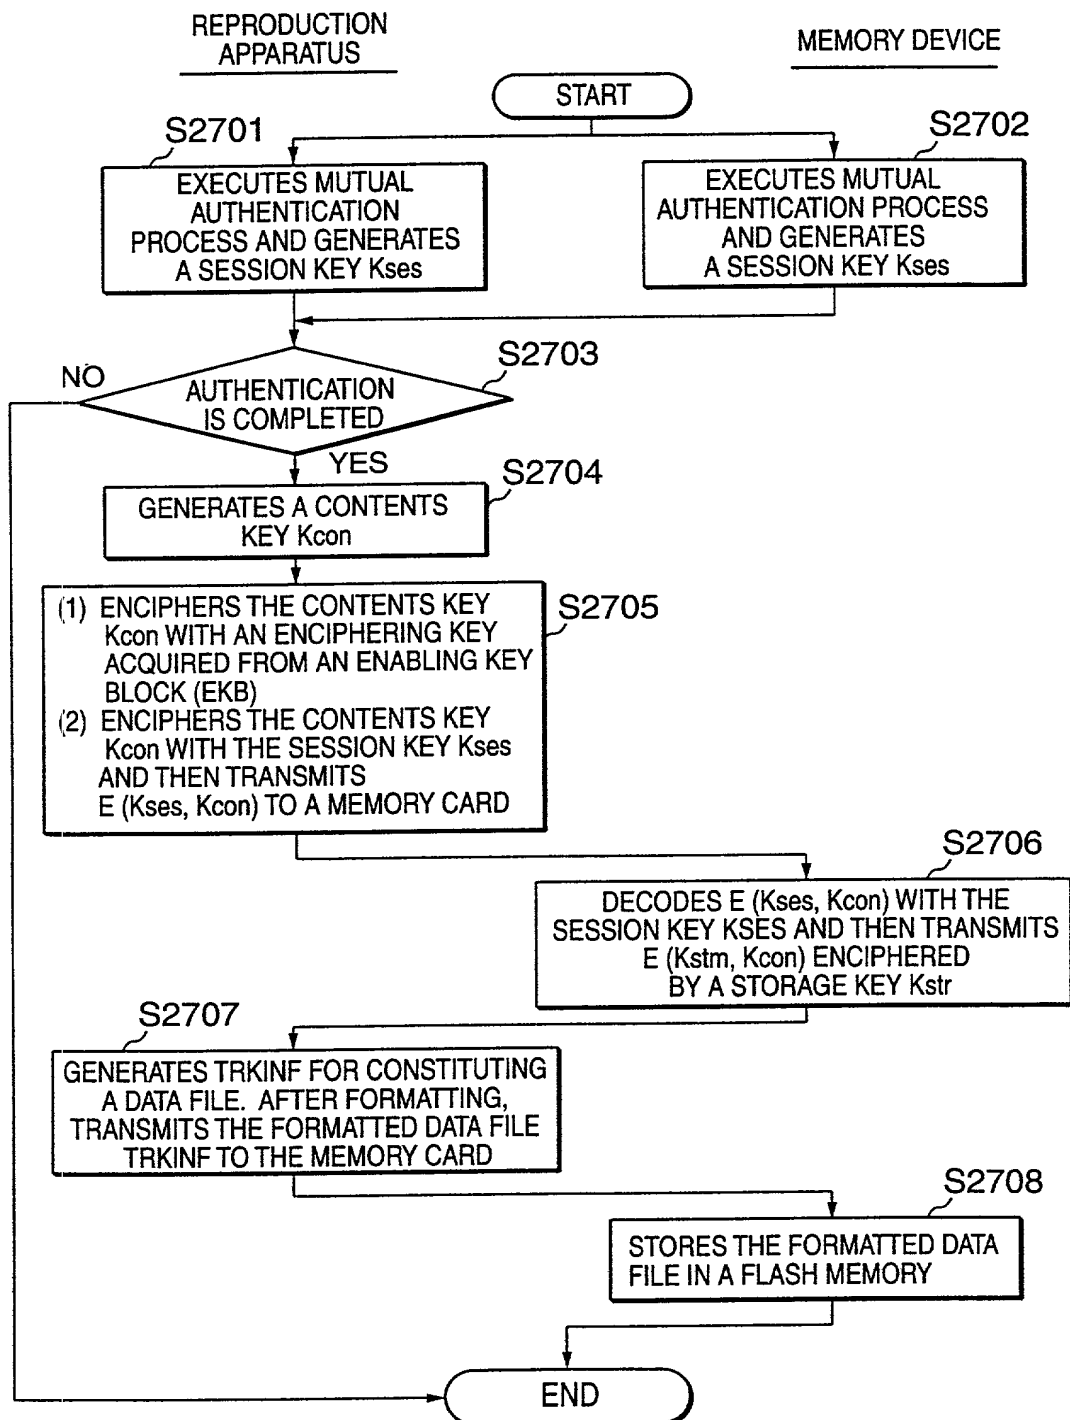 REPRODUCTION
APPARATUS
MEMORY DEVICE
START
S2701
EXECUTES MUTUAL
AUTHENTICATION
PROCESS AND GENERATES
A SESSION KEY Kses
S2702
EXECUTES MUTUAL
AUTHENTICATION PROCESS
AND GENERATES
A SESSION KEY Kses
S2703
NO
AUTHENTICATION
IS COMPLETED
YES
S2704
GENERATES A CONTENTS
KEY Kcon
S2705
(1) ENCIPHERS THE CONTENTS KEY
Kcon WITH AN ENCIPHERING KEY
ACQUIRED FROM AN ENABLING KEY
BLOCK (EKB)
(2) ENCIPHERS THE CONTENTS KEY
Kcon WITH THE SESSION KEY Kses
AND THEN TRANSMITS
E (Kses, Kcon) TO A MEMORY CARD
S2706
DECODES E (Kses, Kcon) WITH THE
SESSION KEY KSES AND THEN TRANSMITS
E (Kstm, Kcon) ENCIPHERED
BY A STORAGE KEY Kstr
S2707
GENERATES TRKINF FOR CONSTITUTING
A DATA FILE. AFTER FORMATTING,
TRANSMITS THE FORMATTED DATA FILE
TRKINF TO THE MEMORY CARD
S2708
STORES THE FORMATTED DATA
FILE IN A FLASH MEMORY
END